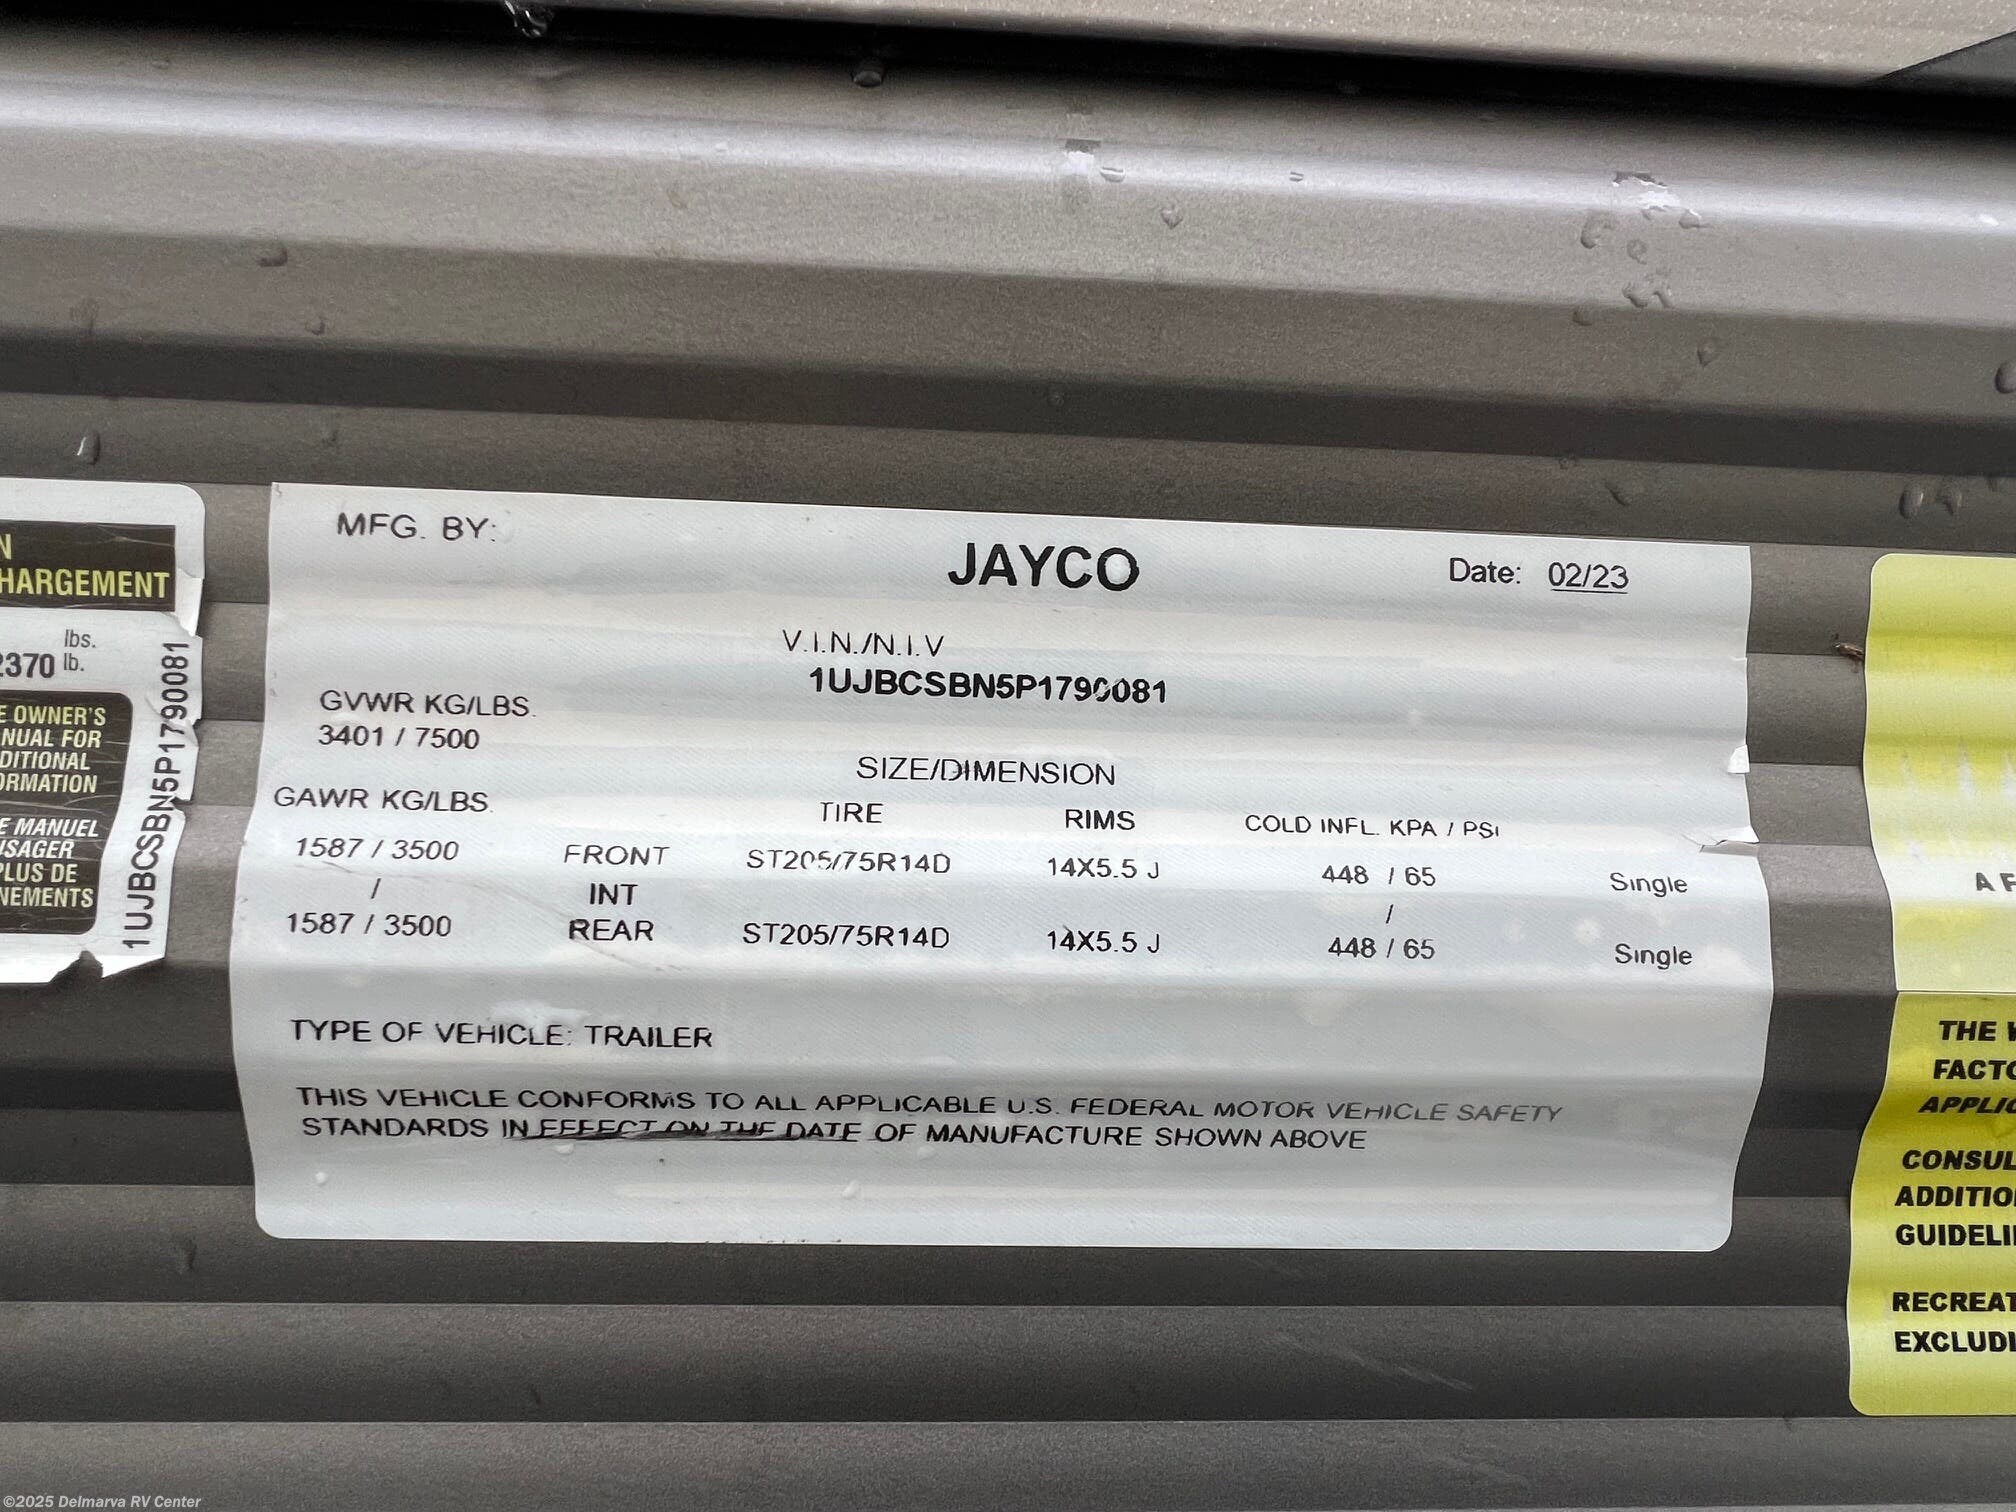 N
HARGEMENT
lbs.
2370 lb.
E OWNER'S
NUAL FOR
DITIONAL
ORMATION
E MANUEL
ISAGER
PLUS DE
NEMENTS
1UJBCSBN5P1790081
MFG. BY:
JAYCO
Date: 02/23
V.I.N./N.I.V
1UJBCSBN5P1790081
GVWR KG/LBS.
3401 / 7500
SIZE/DIMENSION
GAWR KG/LBS. TIRE RIMS COLD INFL. KPA / PSI
1587 / 3500 FRONT ST205/75R14D 14X5.5 J 448 / 65 Single
/ INT /
1587 / 3500 REAR ST205/75R14D 14X5.5 J 448 / 65 Single
TYPE OF VEHICLE: TRAILER
THIS VEHICLE CONFORMS TO ALL APPLICABLE U.S. FEDERAL MOTOR VEHICLE SAFETY
STANDARDS IN EFFECT ON THE DATE OF MANUFACTURE SHOWN ABOVE
A F
THE
FACTO
APPLIC
CONSUL
ADDITIO
GUIDELI
RECREAT
EXCLUDI
©2025 Delmarva RV Center